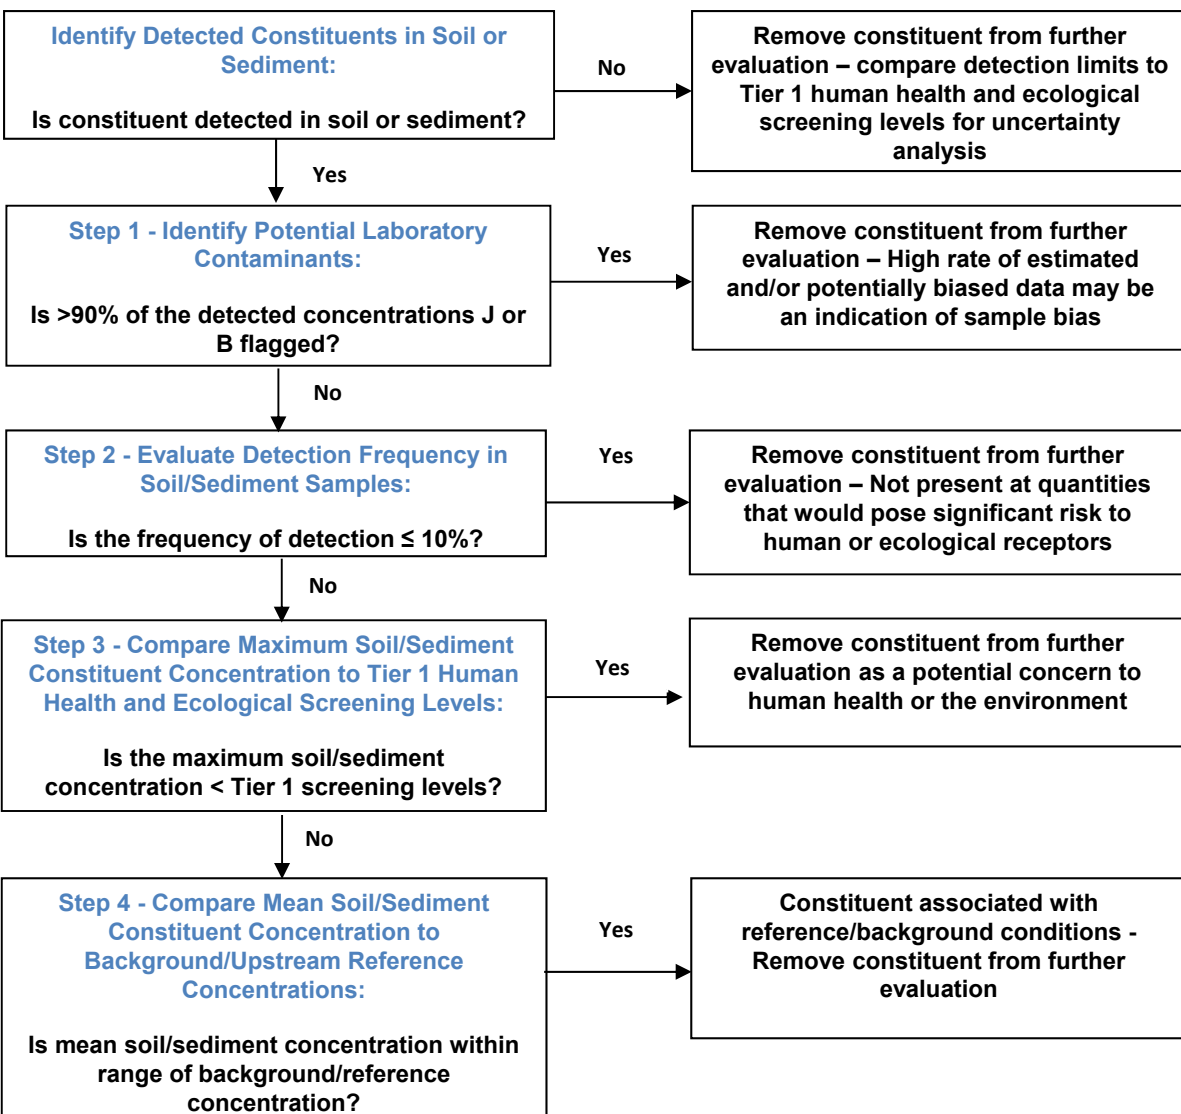 Identify Detected Constituents in Soil or
Sediment:
Is constituent detected in soil or sediment?
No
Remove constituent from further
evaluation – compare detection limits to
Tier 1 human health and ecological
screening levels for uncertainty
analysis
Yes
Step 1 - Identify Potential Laboratory
Contaminants:
Is >90% of the detected concentrations J or
B flagged?
Yes
Remove constituent from further
evaluation – High rate of estimated
and/or potentially biased data may be
an indication of sample bias
No
Step 2 - Evaluate Detection Frequency in
Soil/Sediment Samples:
Is the frequency of detection ≤ 10%?
Yes
Remove constituent from further
evaluation – Not present at quantities
that would pose significant risk to
human or ecological receptors
No
Step 3 - Compare Maximum Soil/Sediment
Constituent Concentration to Tier 1 Human
Health and Ecological Screening Levels:
Is the maximum soil/sediment
concentration < Tier 1 screening levels?
Yes
Remove constituent from further
evaluation as a potential concern to
human health or the environment
No
Step 4 - Compare Mean Soil/Sediment
Constituent Concentration to
Background/Upstream Reference
Concentrations:
Is mean soil/sediment concentration within
range of background/reference
concentration?
Yes
Constituent associated with
reference/background conditions -
Remove constituent from further
evaluation